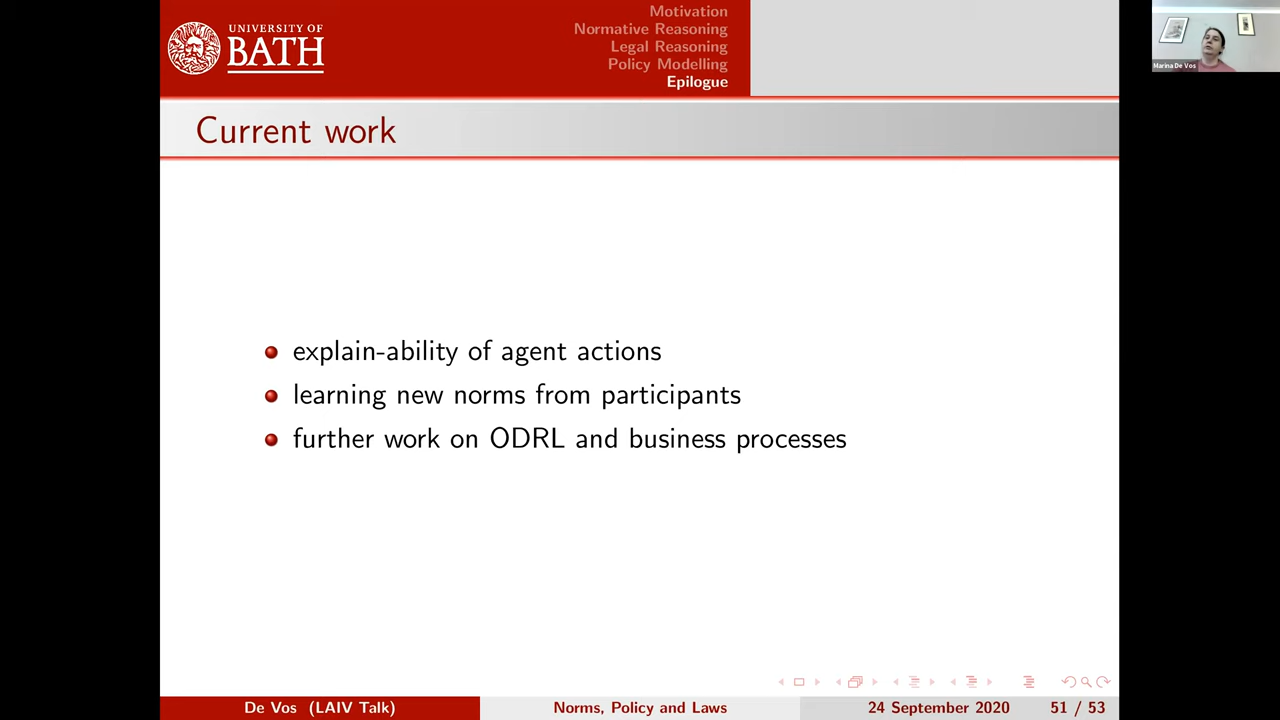 UNIVERSITY OF
BATH
Motivation
Normative Reasoning
Legal Reasoning
Policy Modelling
Epilogue
Marina De Vos
Current work
explain-ability of agent actions
learning new norms from participants
further work on ODRL and business processes
De Vos (LAIV Talk)
Norms, Policy and Laws
24 September 2020
51 / 53